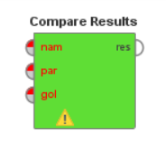 Compare Results
nam res
par
gol